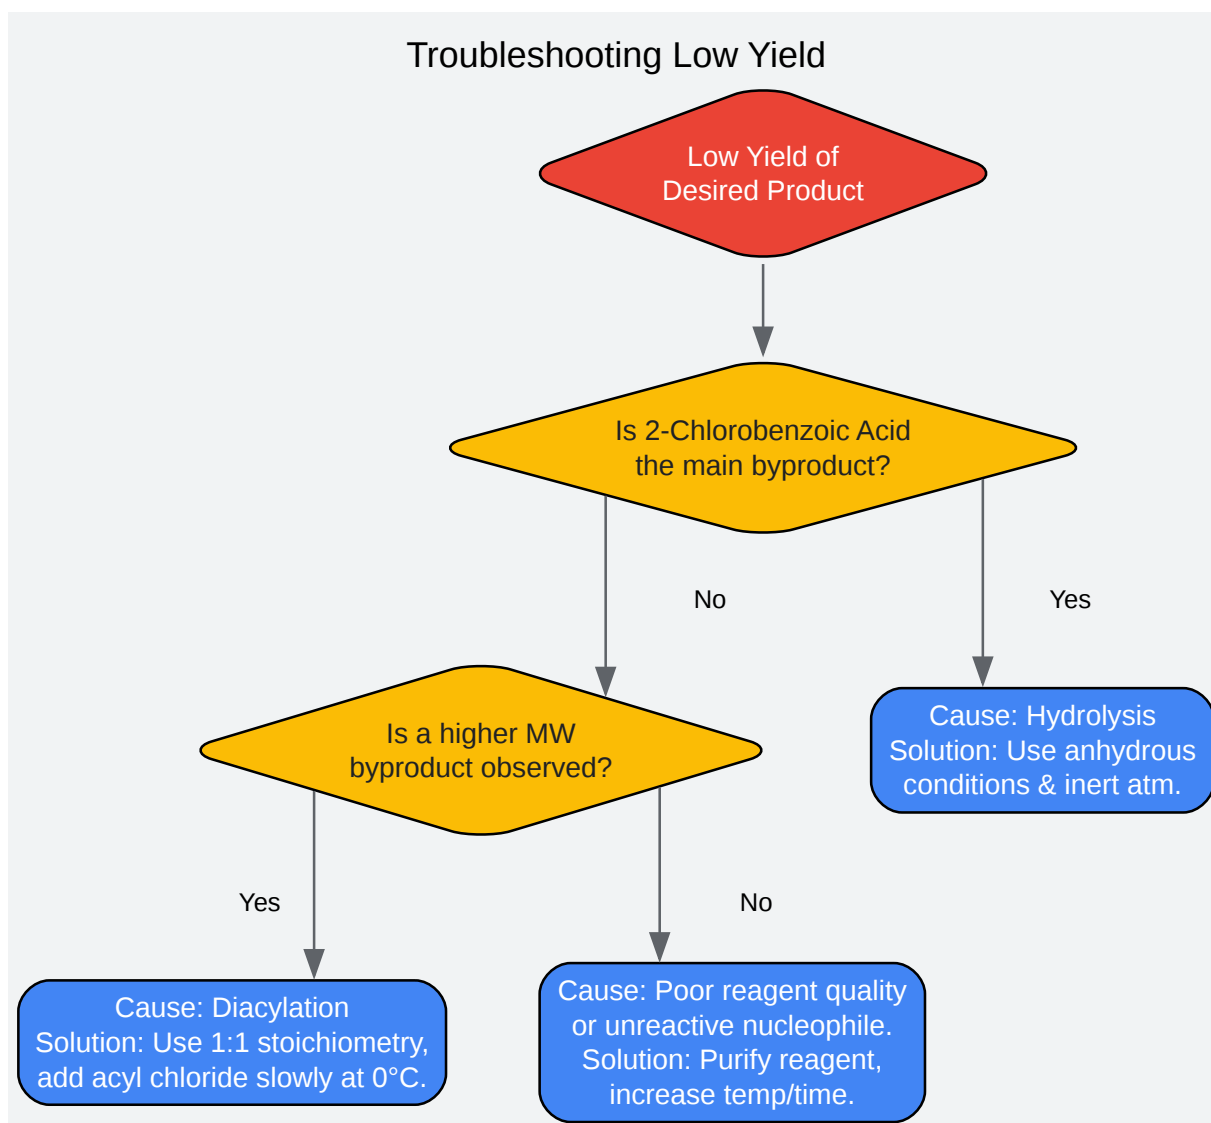 Troubleshooting Low Yield
Low Yield of
Desired Product
Is 2-Chlorobenzoic Acid
the main byproduct?
No
Yes
Is a higher MW
byproduct observed?
Cause: Hydrolysis
Solution: Use anhydrous
conditions & inert atm.
Yes
No
Cause: Diacylation
Solution: Use 1:1 stoichiometry,
add acyl chloride slowly at 0°C.
Cause: Poor reagent quality
or unreactive nucleophile.
Solution: Purify reagent,
increase temp/time.